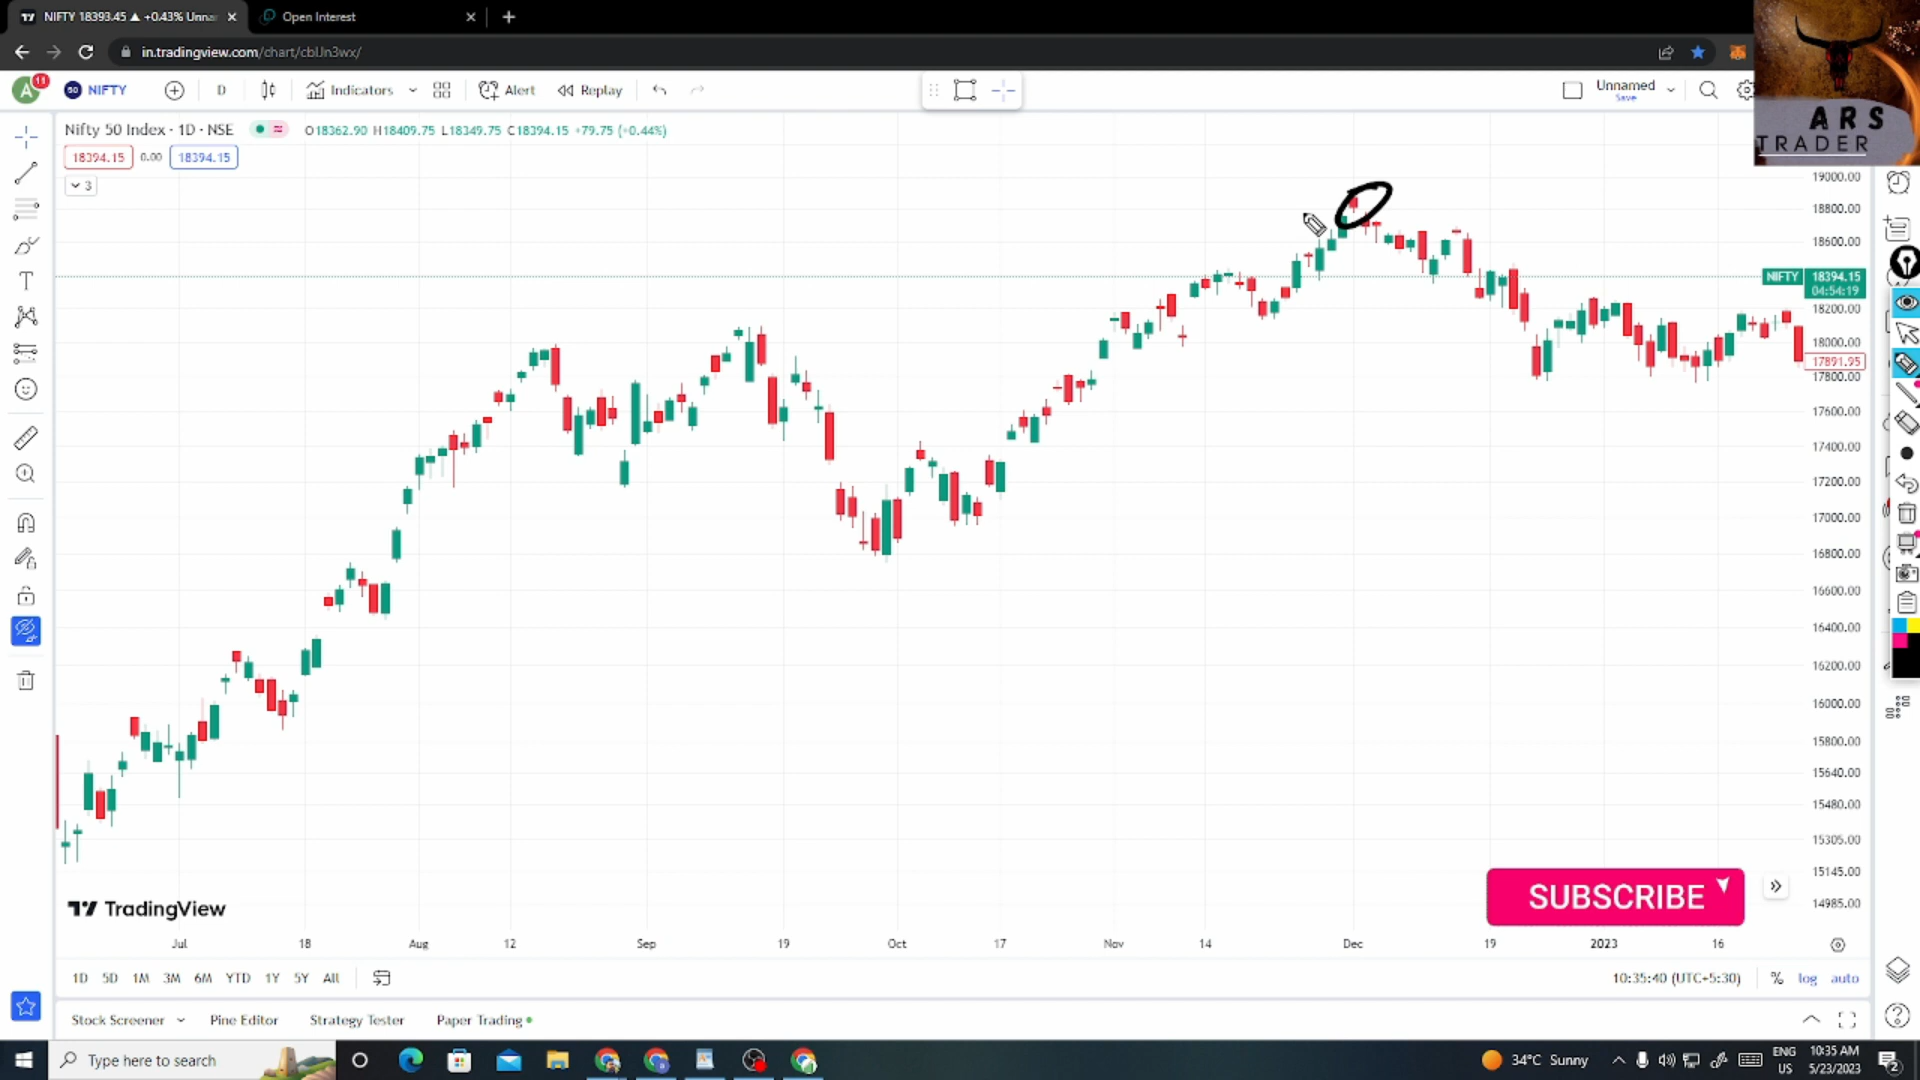 NIFTY 18393.45 ▲ +0.43% Unna
Open Interest
in.tradingview.com/chart/cblJn3wx/
A 11 50 NIFTY D Indicators Alert Replay Unnamed
Save
ARS
TRADER
Nifty 50 Index · 1D · NSE O18362.90 H18409.75 L18349.75 C18394.15 +79.75 (+0.44%)
18394.15 0.00 18394.15
3
19000.00
18800.00
18600.00
NIFTY 18394.15
04:54:19
18200.00
18000.00
17891.95
17800.00
17600.00
17400.00
17200.00
17000.00
16800.00
16600.00
16400.00
16200.00
16000.00
15800.00
15640.00
15480.00
15305.00
15145.00
14985.00
SUBSCRIBE
TradingView
Jul 18 Aug 12 Sep 19 Oct 17 Nov 14 Dec 19 2023 16
1D 5D 1M 3M 6M YTD 1Y 5Y All 10:35:40 (UTC+5:30) % log auto
Stock Screener Pine Editor Strategy Tester Paper Trading
Type here to search
34°C Sunny
ENG
US
10:35 AM
5/23/2023
2